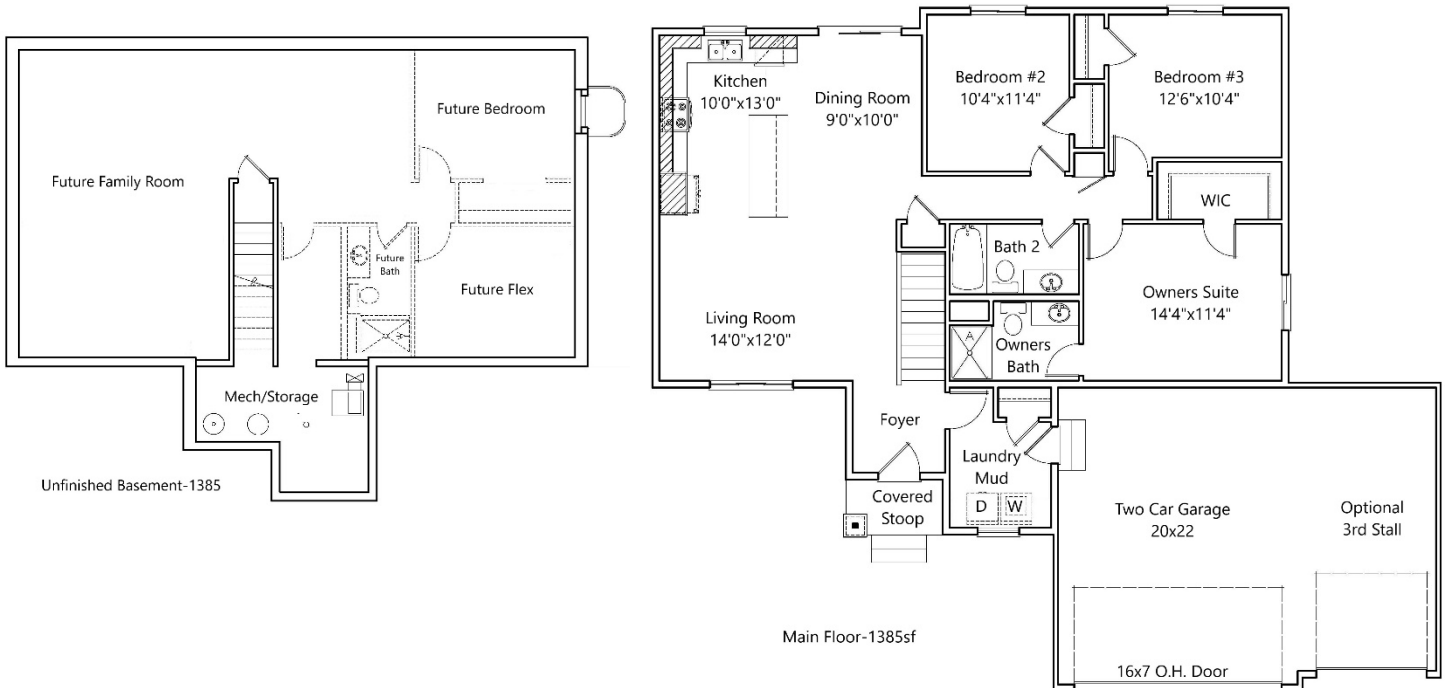 Future Bedroom
Future Family Room
Future
Bath
Future Flex
Mech/Storage
Unfinished Basement-1385
Kitchen
10'0"x13'0"
Dining Room
9'0"x10'0"
Bedroom #2
10'4"x11'4"
Bedroom #3
12'6"x10'4"
WIC
Bath 2
Owners Suite
14'4"x11'4"
Living Room
14'0"x12'0"
A
Owners
Bath
Foyer
Laundry
Mud
D W
Covered
Stoop
Two Car Garage
20x22
Optional
3rd Stall
16x7 O.H. Door
Main Floor-1385sf